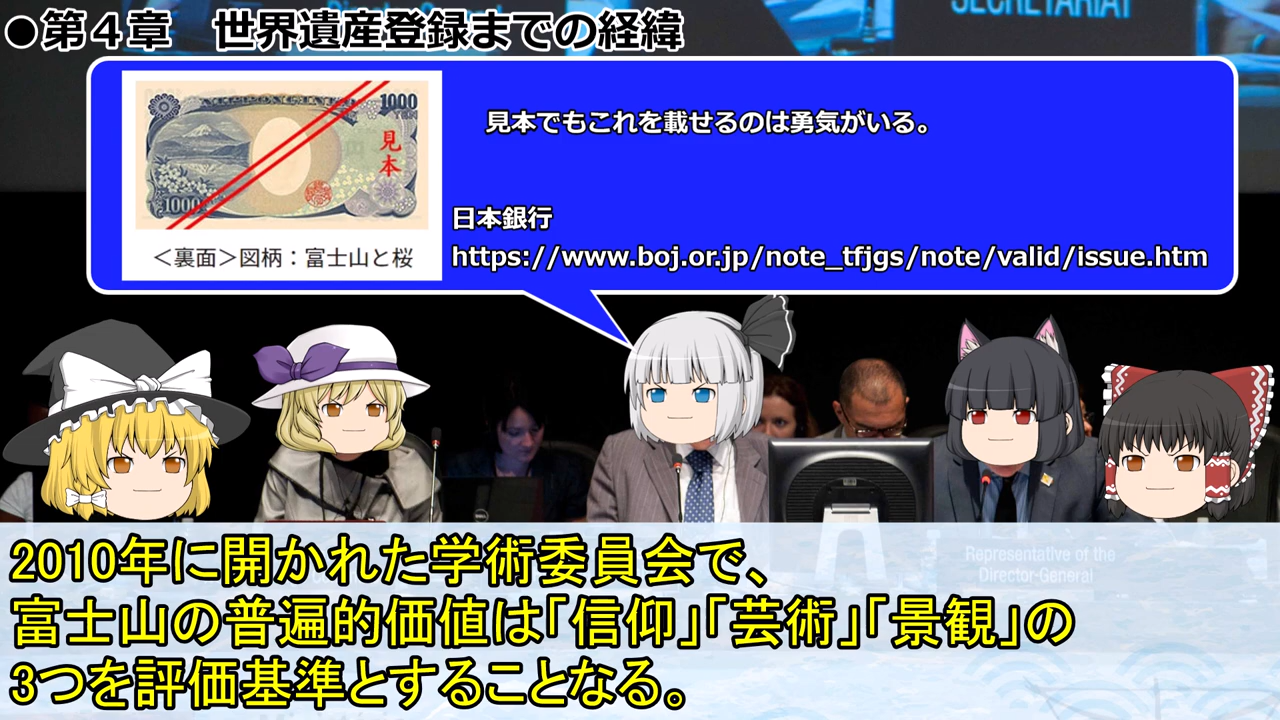 SECRETARIAT
●第４章　世界遺産登録までの経緯
1000
YEN
見本
1000
＜裏面＞図柄：富士山と桜
見本でもこれを載せるのは勇気がいる。
日本銀行
https://www.boj.or.jp/note_tfjgs/note/valid/issue.htm
Representative of the
Director-General
2010年に開かれた学術委員会で、
富士山の普遍的価値は「信仰」「芸術」「景観」の
3つを評価基準とすることなる。